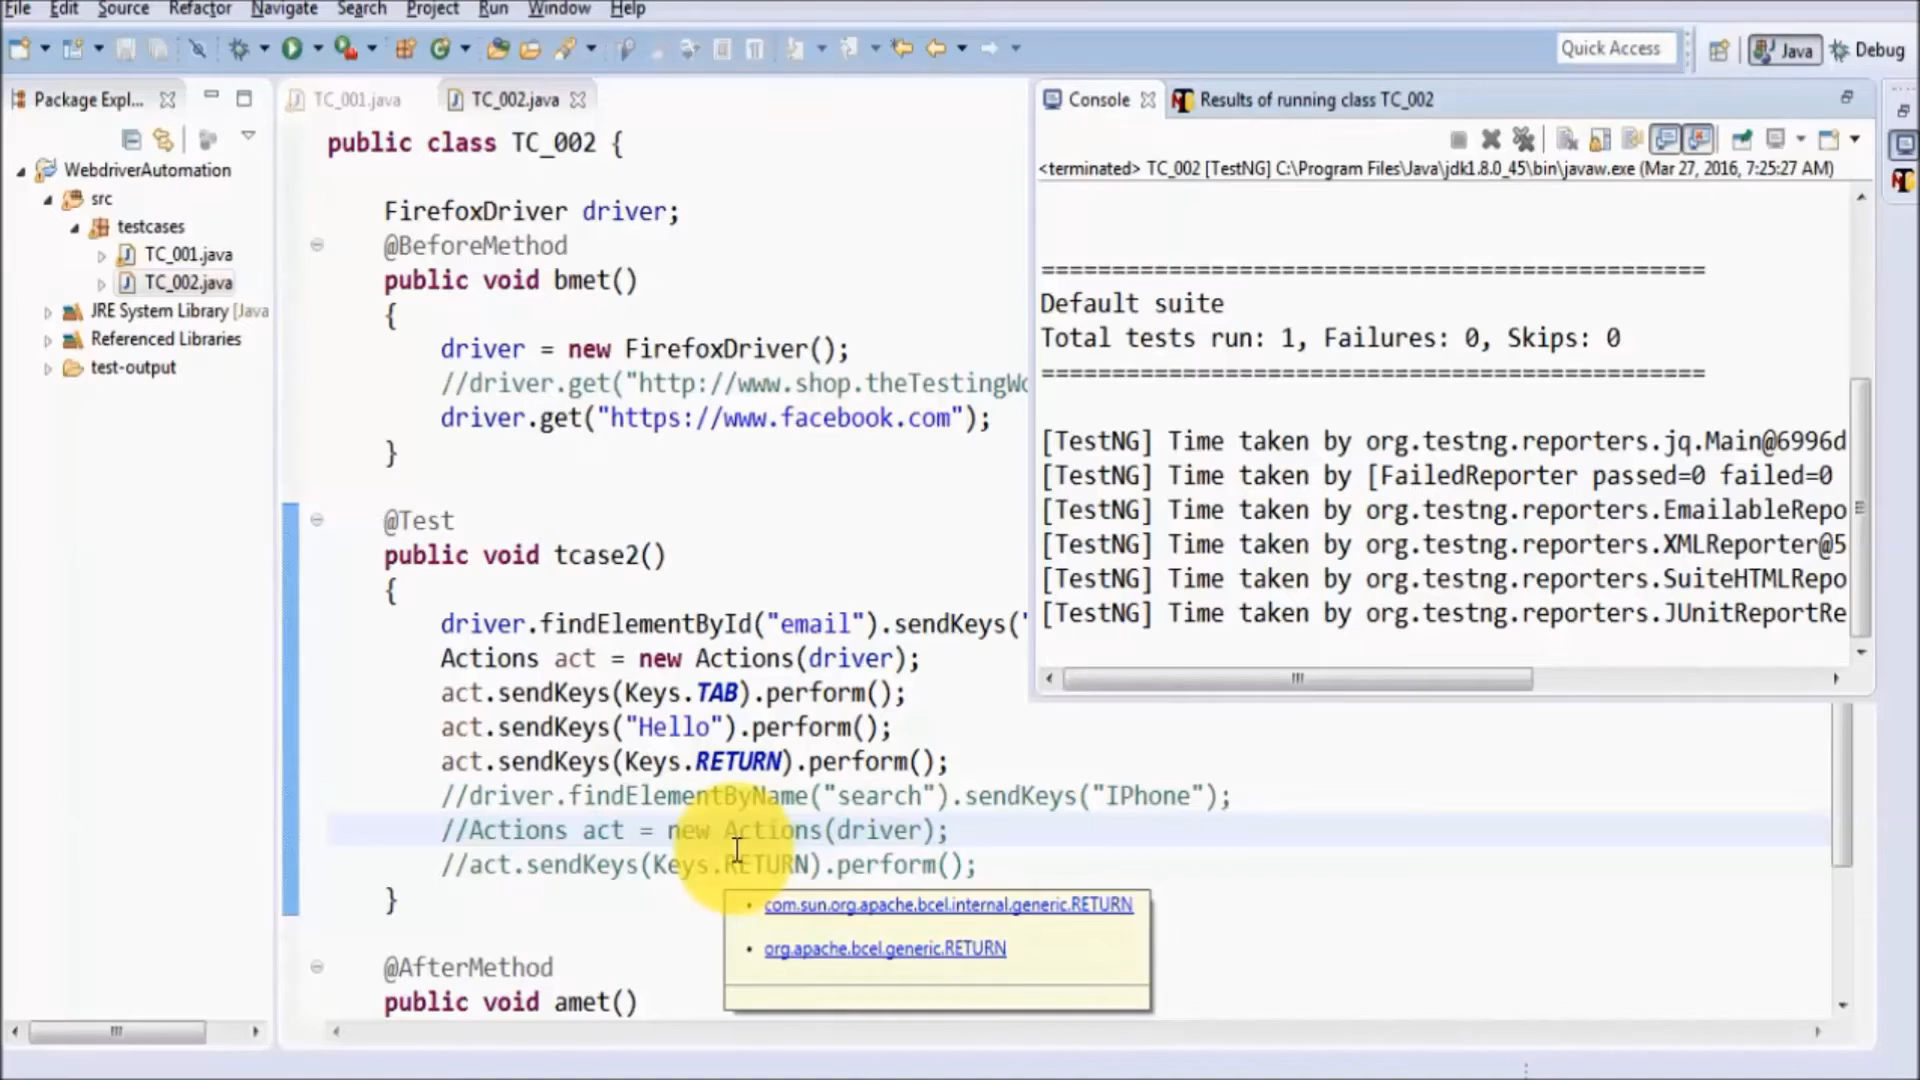 File Edit Source Refactor Navigate Search Project Run Window Help
Quick Access
Java
Debug
Package Expl...
WebdriverAutomation
src
testcases
TC_001.java
TC_002.java
JRE System Library [Java
Referenced Libraries
test-output
TC_001.java
TC_002.java
public class TC_002 {
FirefoxDriver driver;
@BeforeMethod
public void bmet()
{
driver = new FirefoxDriver();
//driver.get("http://www.shop.theTestingWo
driver.get("https://www.facebook.com");
}
@Test
public void tcase2()
{
driver.findElementById("email").sendKeys("
Actions act = new Actions(driver);
act.sendKeys(Keys.TAB).perform();
act.sendKeys("Hello").perform();
act.sendKeys(Keys.RETURN).perform();
//driver.findElementByName("search").sendKeys("IPhone");
//Actions act = new Actions(driver);
//act.sendKeys(Keys.RETURN).perform();
}
com.sun.org.apache.bcel.internal.generic.RETURN
org.apache.bcel.generic.RETURN
@AfterMethod
public void amet()
Console
Results of running class TC_002
<terminated> TC_002 [TestNG] C:\Program Files\Java\jdk1.8.0_45\bin\javaw.exe (Mar 27, 2016, 7:25:27 AM)
===============================================
Default suite
Total tests run: 1, Failures: 0, Skips: 0
===============================================
[TestNG] Time taken by org.testng.reporters.jq.Main@6996d
[TestNG] Time taken by [FailedReporter passed=0 failed=0
[TestNG] Time taken by org.testng.reporters.EmailableRepo
[TestNG] Time taken by org.testng.reporters.XMLReporter@5
[TestNG] Time taken by org.testng.reporters.SuiteHTMLRepo
[TestNG] Time taken by org.testng.reporters.JUnitReportRe